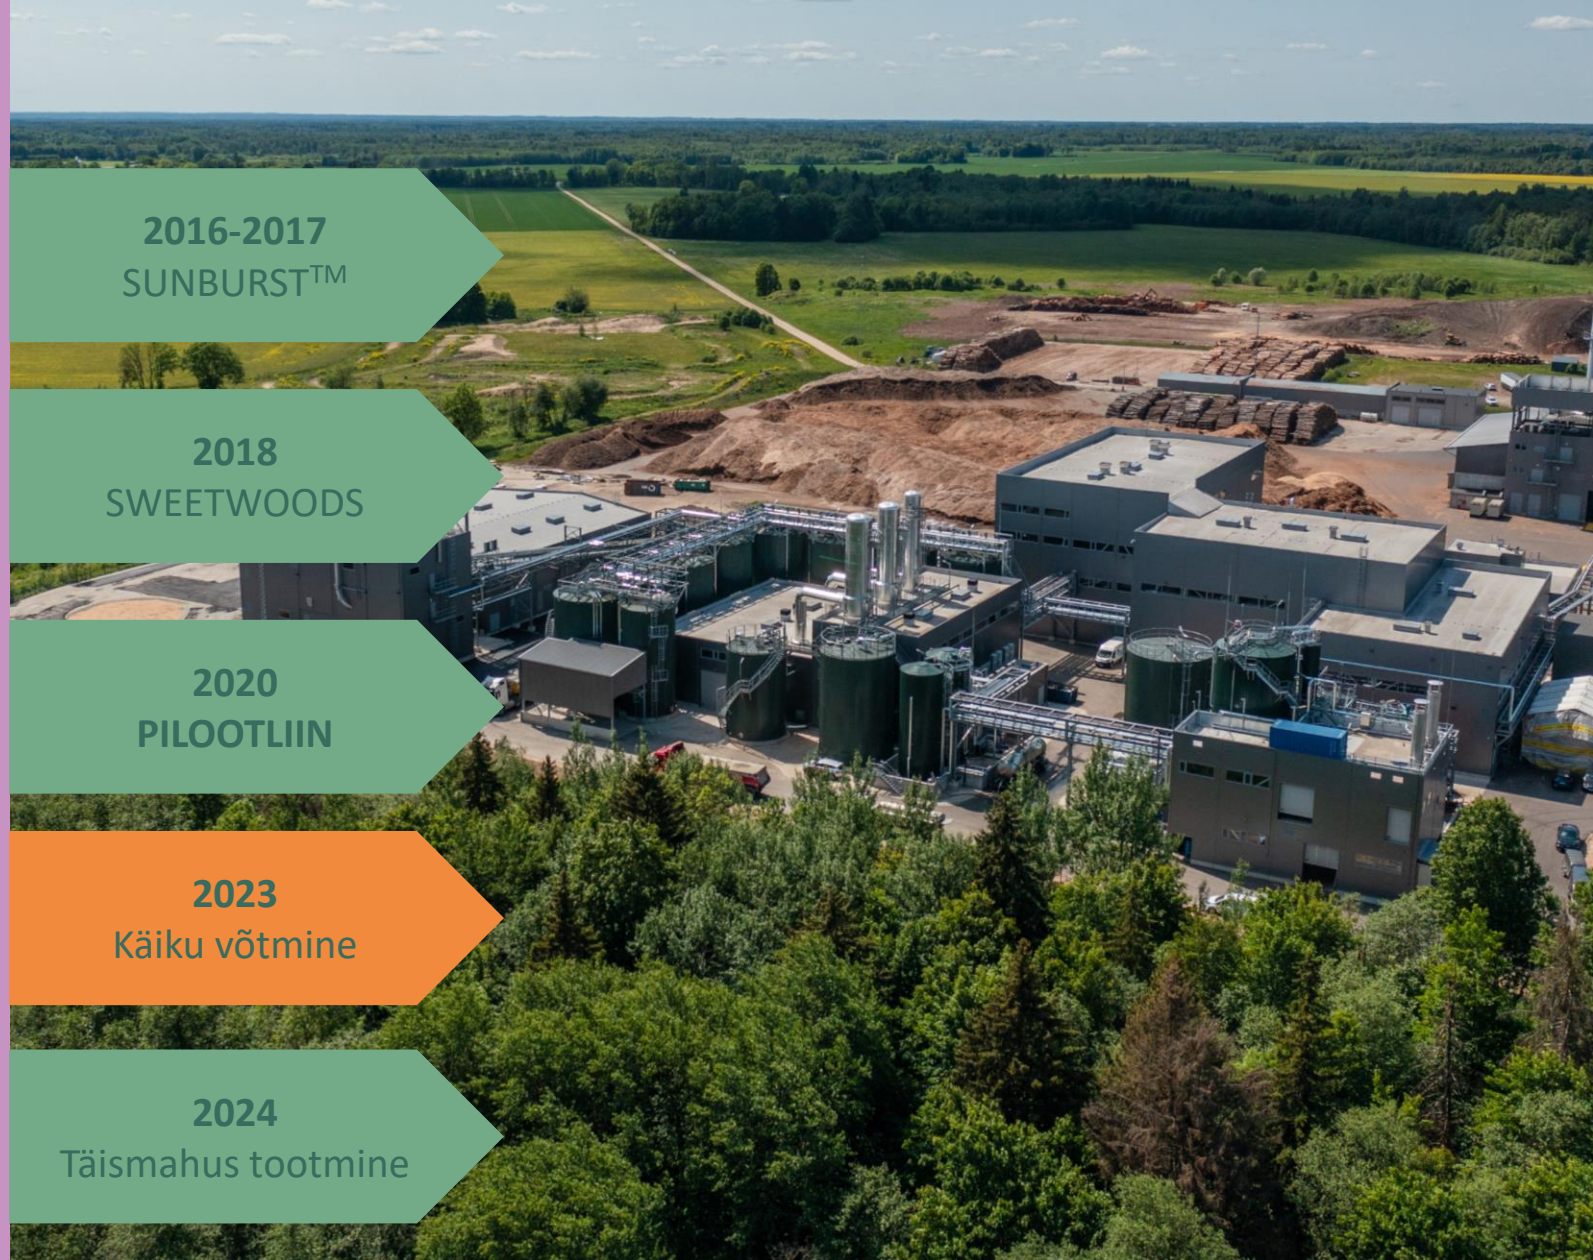 2016-2017
SUNBURST™
2018
SWEETWOODS
2020
PILOOTLIIN
2023
Käiku võtmine
2024
Täismahus tootmine